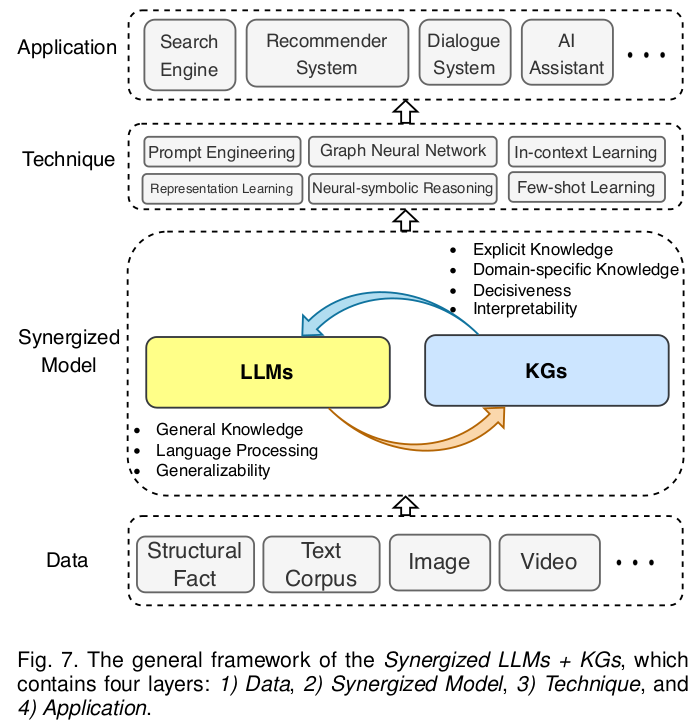 Application
Search
Engine
Recommender
System
Dialogue
System
AI
Assistant
• • •
Technique
Prompt Engineering
Graph Neural Network
In-context Learning
Representation Learning
Neural-symbolic Reasoning
Few-shot Learning
Synergized
Model
• Explicit Knowledge
• Domain-specific Knowledge
• Decisiveness
• Interpretability
LLMs
KGs
• General Knowledge
• Language Processing
• Generalizability
Data
Structural
Fact
Text
Corpus
Image
Video
• • •
Fig. 7. The general framework of the Synergized LLMs + KGs, which
contains four layers: 1) Data, 2) Synergized Model, 3) Technique, and
4) Application.